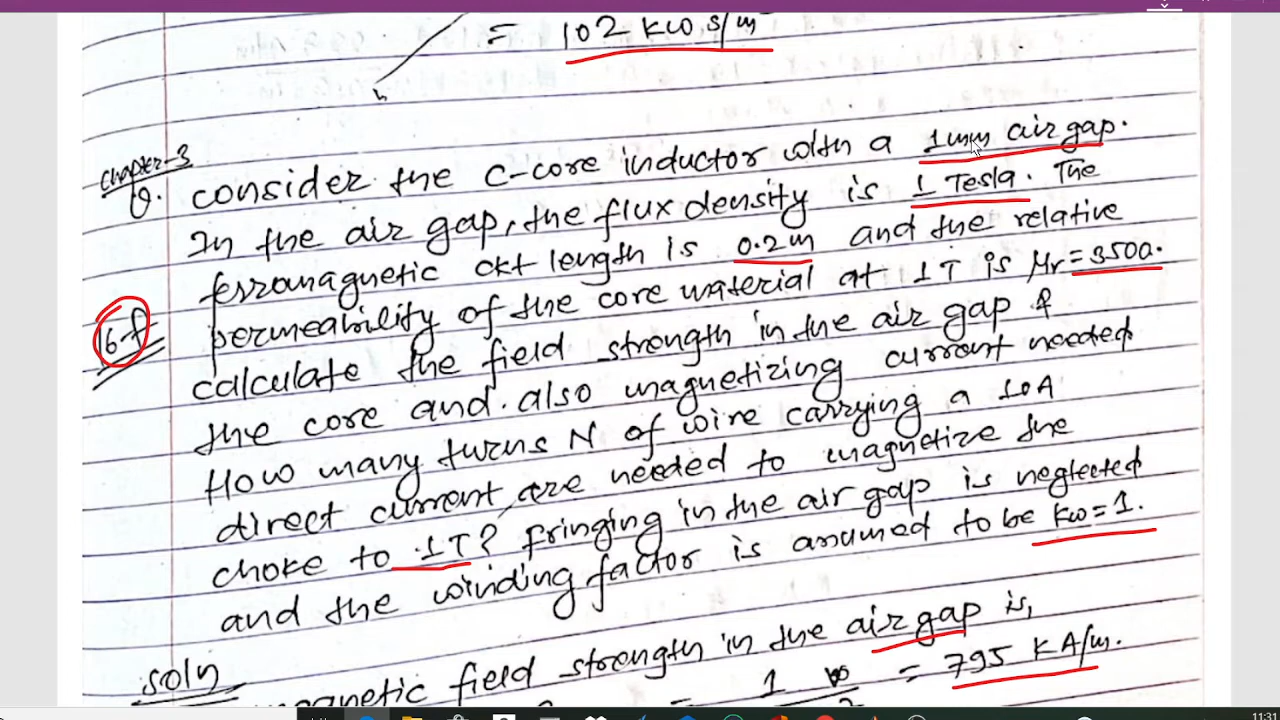 = 102 kW.s/m
chapter-3
Q. consider the C-core inductor with a 1mm air gap.
In the air gap, the flux density is 1 Tesla. The
ferromagnetic ckt length is 0.2m and the relative
permeability of the core material at 1T is μr=3500.
16-f
calculate the field strength in the air gap &
the core and also magnetizing current needed
How many turns N of wire carrying a 10A
direct current are needed to magnetize the
choke to 1T? fringing in the air gap is neglected
and the winding factor is assumed to be kw=1.
soln
magnetic field strength in the air gap is,
= 1 = 795 KA/m.
11:31